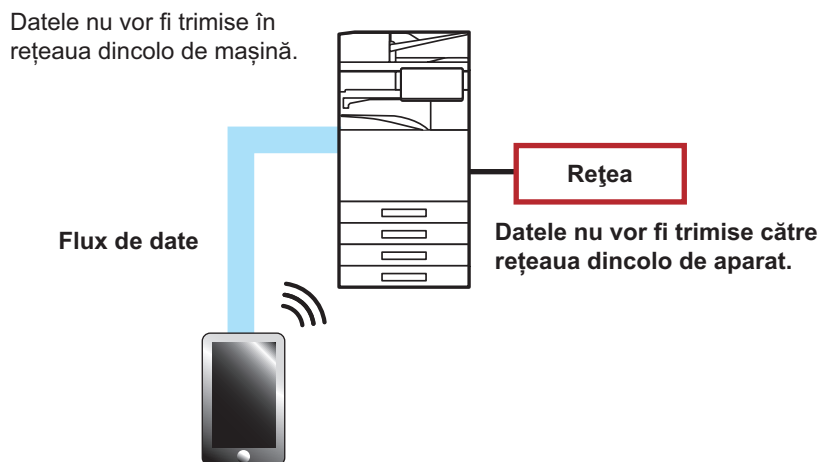 Datele nu vor fi trimise în
rețeaua dincolo de mașină.
Reţea
Flux de date
Datele nu vor fi trimise către
rețeaua dincolo de aparat.